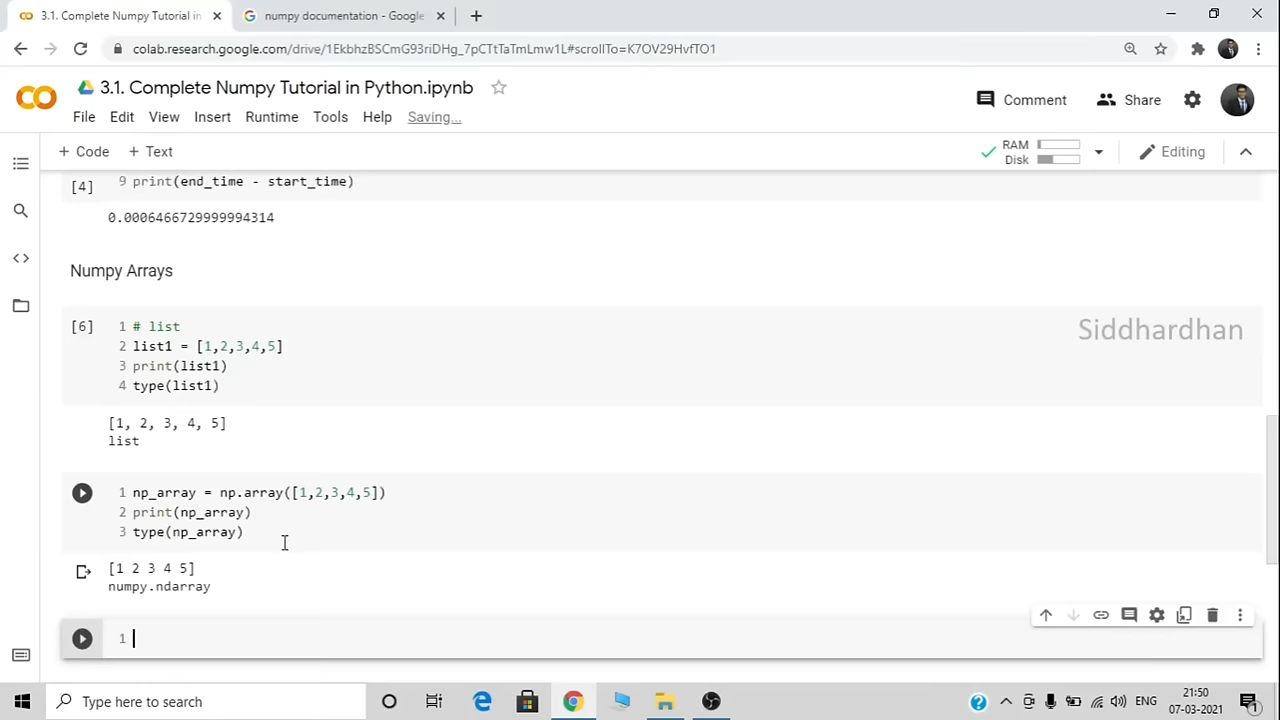 3.1. Complete Numpy Tutorial in
numpy documentation - Google
colab.research.google.com/drive/1EkbhzBSCmG93riDHg_7pCTtTaTmLmw1L#scrollTo=K7OV29HvfTO1
3.1. Complete Numpy Tutorial in Python.ipynb
Comment Share
File Edit View Insert Runtime Tools Help Saving...
+ Code + Text
RAM
Disk
Editing
[4] 9 print(end_time - start_time)
0.0006466729999994314
Numpy Arrays
[6] 1 # list
2 list1 = [1,2,3,4,5]
3 print(list1)
4 type(list1)
Siddhardhan
[1, 2, 3, 4, 5]
list
1 np_array = np.array([1,2,3,4,5])
2 print(np_array)
3 type(np_array)
[1 2 3 4 5]
numpy.ndarray
1
Type here to search
ENG
21:50
07-03-2021
1